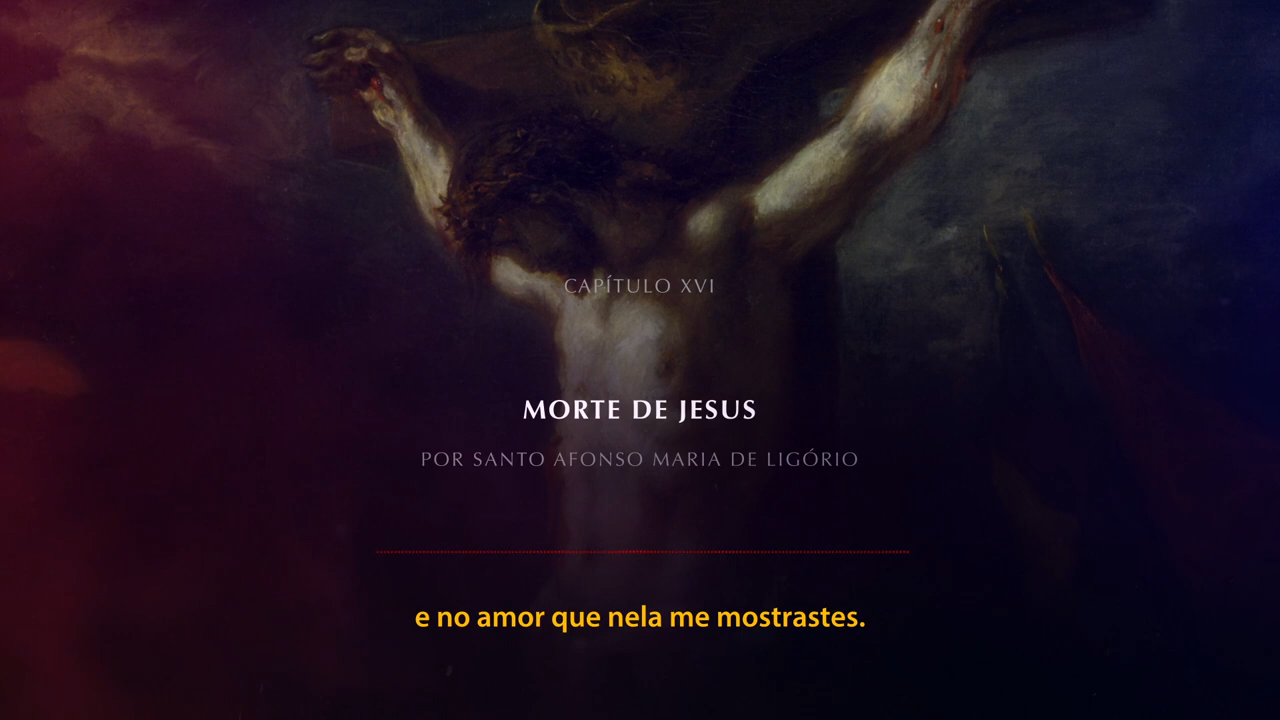 CAPÍTULO XVI
MORTE DE JESUS
POR SANTO AFONSO MARIA DE LIGÓRIO
e no amor que nela me mostrastes.